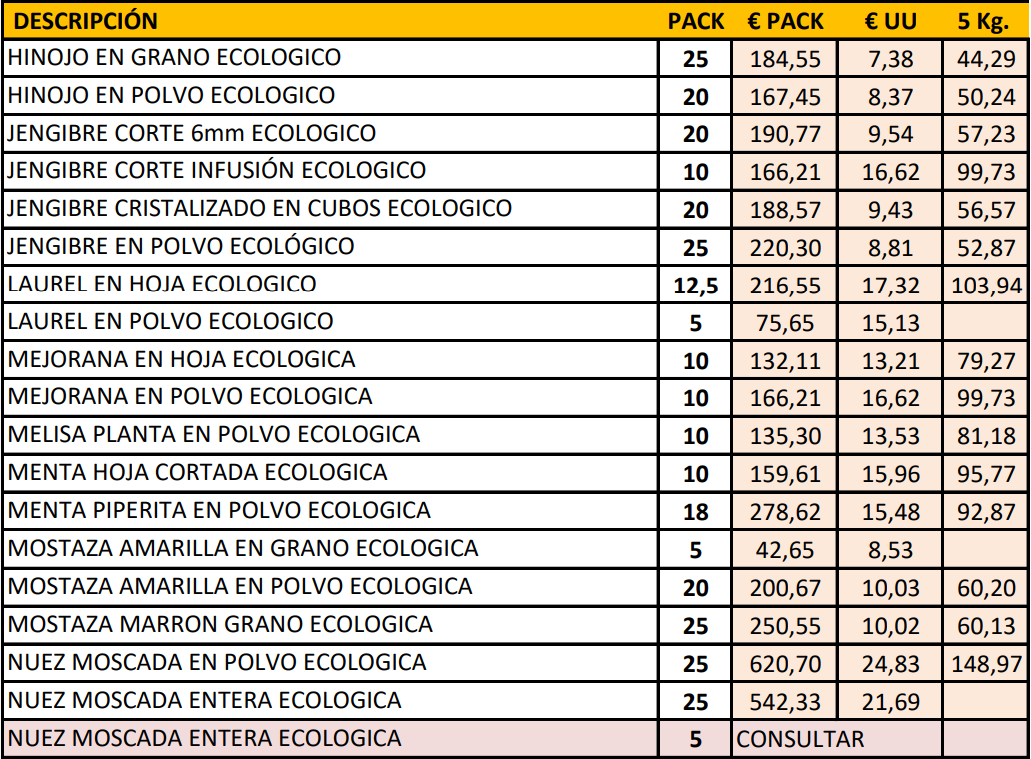 DESCRIPCIÓN PACK € PACK € UU 5 Kg.
HINOJO EN GRANO ECOLOGICO 25 184,55 7,38 44,29
HINOJO EN POLVO ECOLOGICO 20 167,45 8,37 50,24
JENGIBRE CORTE 6mm ECOLOGICO 20 190,77 9,54 57,23
JENGIBRE CORTE INFUSIÓN ECOLOGICO 10 166,21 16,62 99,73
JENGIBRE CRISTALIZADO EN CUBOS ECOLOGICO 20 188,57 9,43 56,57
JENGIBRE EN POLVO ECOLÓGICO 25 220,30 8,81 52,87
LAUREL EN HOJA ECOLOGICO 12,5 216,55 17,32 103,94
LAUREL EN POLVO ECOLOGICO 5 75,65 15,13
MEJORANA EN HOJA ECOLOGICA 10 132,11 13,21 79,27
MEJORANA EN POLVO ECOLOGICA 10 166,21 16,62 99,73
MELISA PLANTA EN POLVO ECOLOGICA 10 135,30 13,53 81,18
MENTA HOJA CORTADA ECOLOGICA 10 159,61 15,96 95,77
MENTA PIPERITA EN POLVO ECOLOGICA 18 278,62 15,48 92,87
MOSTAZA AMARILLA EN GRANO ECOLOGICA 5 42,65 8,53
MOSTAZA AMARILLA EN POLVO ECOLOGICA 20 200,67 10,03 60,20
MOSTAZA MARRON GRANO ECOLOGICA 25 250,55 10,02 60,13
NUEZ MOSCADA EN POLVO ECOLOGICA 25 620,70 24,83 148,97
NUEZ MOSCADA ENTERA ECOLOGICA 25 542,33 21,69
NUEZ MOSCADA ENTERA ECOLOGICA 5 CONSULTAR